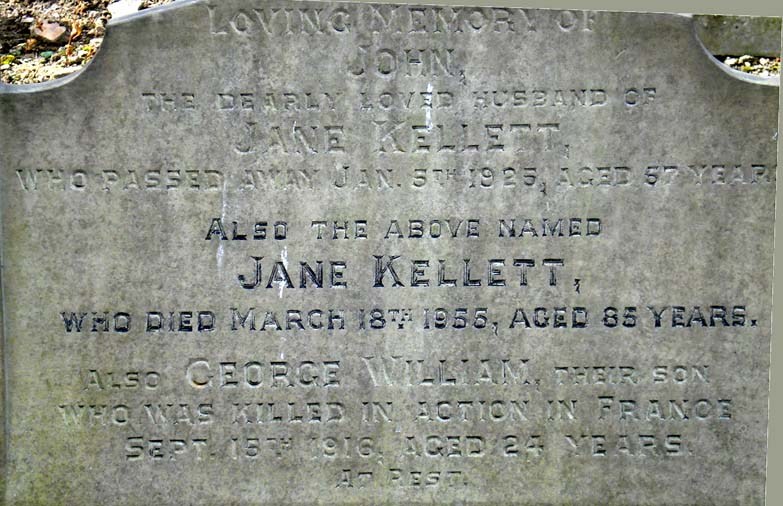 LOVING MEMORY OF
JOHN,
THE DEARLY LOVED HUSBAND OF
JANE KELLETT,
WHO PASSED AWAY JAN. 5TH 1925, AGED 57 YEARS
ALSO THE ABOVE NAMED
JANE KELLETT,
WHO DIED MARCH 18TH 1955, AGED 85 YEARS.
ALSO GEORGE WILLIAM, THEIR SON
WHO WAS KILLED IN ACTION IN FRANCE
SEPT. 15TH 1916, AGED 24 YEARS.
AT REST.